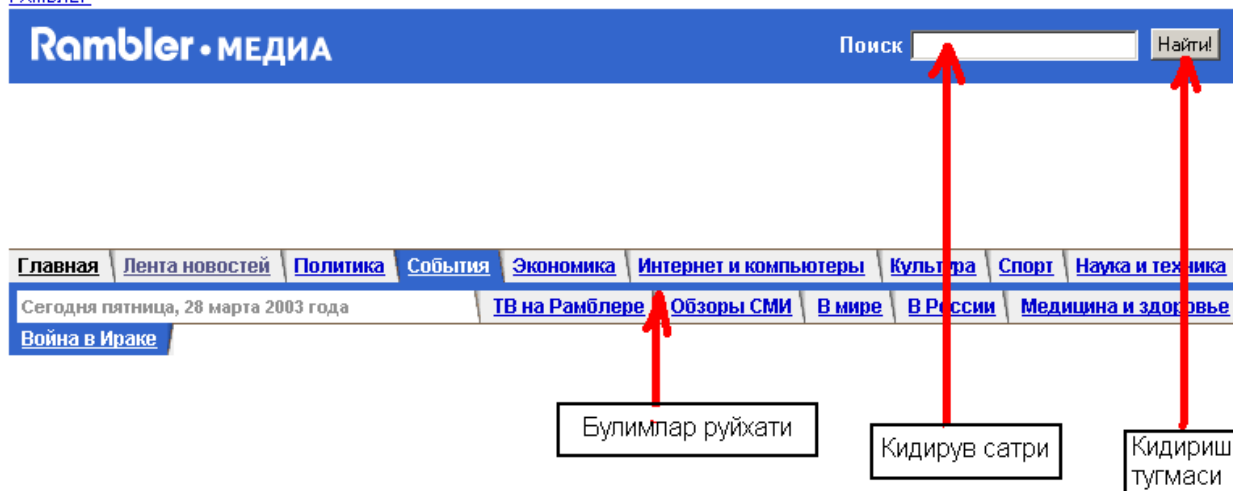 Rambler • МЕДИА Поиск Найти!
Главная Лента новостей Политика События Экономика Интернет и компьютеры Культура Спорт Наука и техника
Сегодня пятница, 28 марта 2003 года ТВ на Рамблере Обзоры СМИ В мире В России Медицина и здоровье
Война в Ираке
Булимлар руйхати
Кидирув сатри
Кидириш
тугмаси